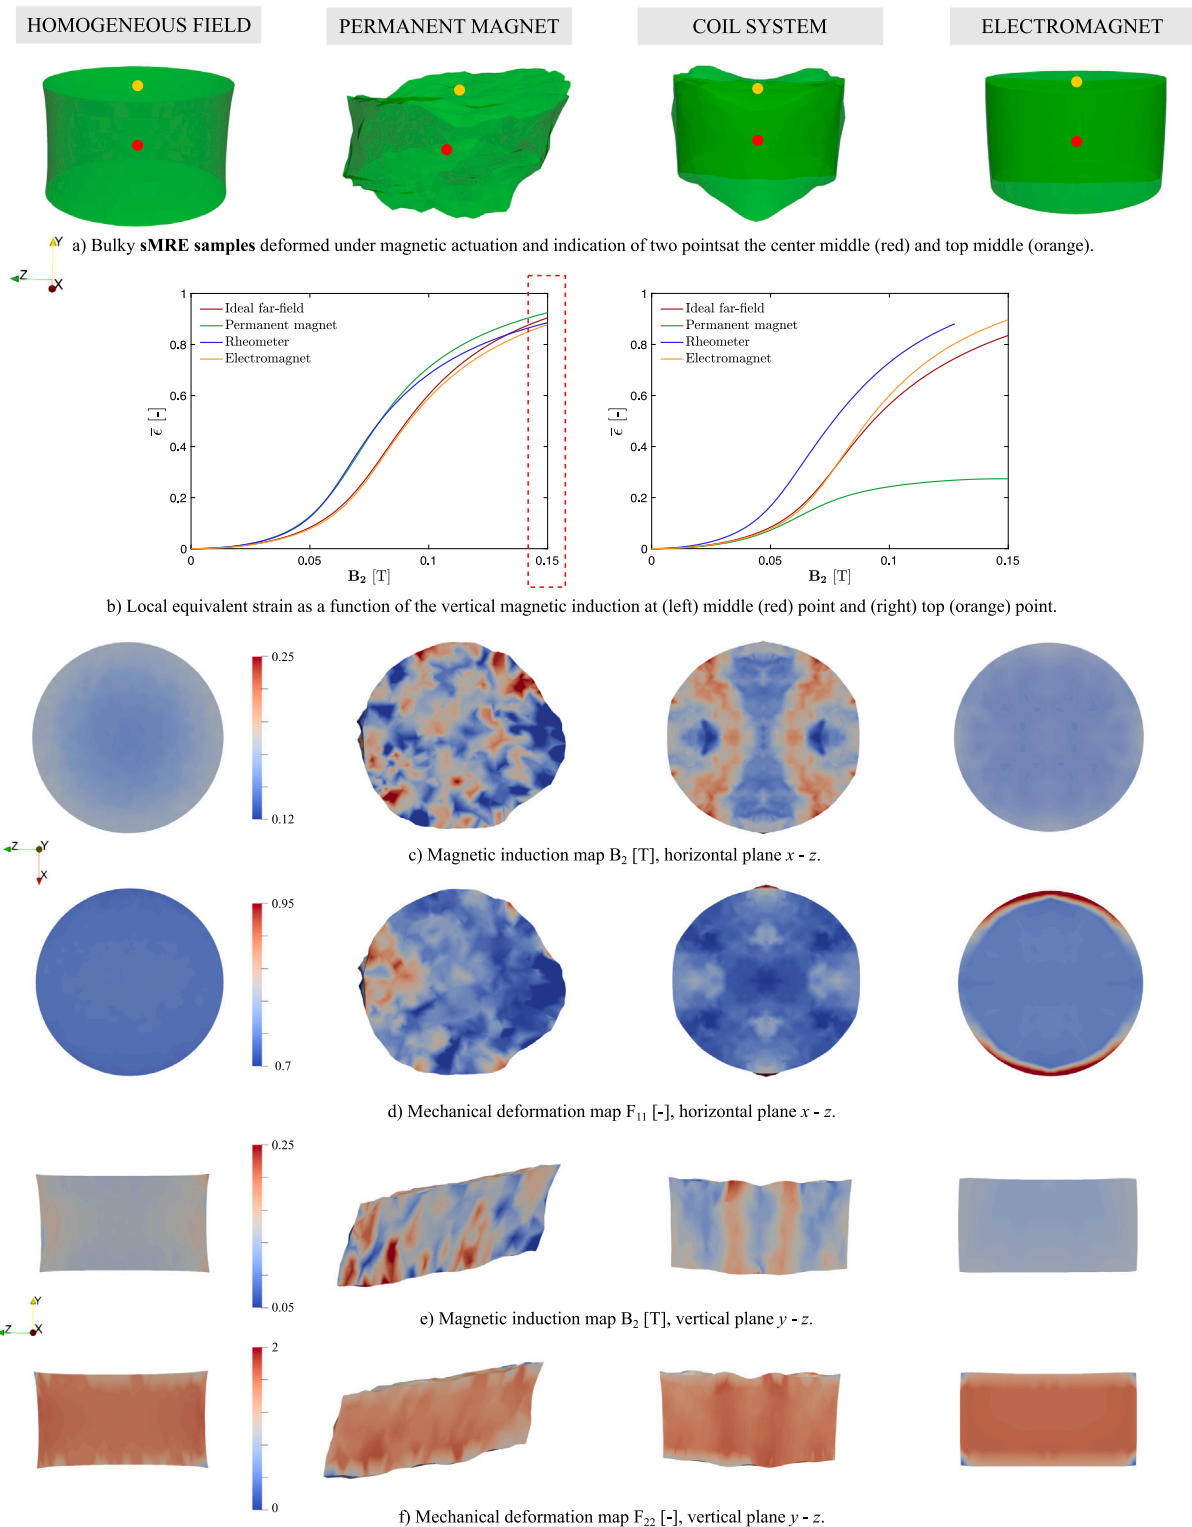 HOMOGENEOUS FIELD PERMANENT MAGNET COIL SYSTEM ELECTROMAGNET
a) Bulky sMRE samples deformed under magnetic actuation and indication of two pointsat the center middle (red) and top middle (orange).
Y
Z
X
1
0.8
0.6
0.4
0.2
0
ε̅ [-]
Ideal far-field
Permanent magnet
Rheometer
Electromagnet
0 0.05 0.1 0.15
B₂ [T]
1
0.8
0.6
0.4
0.2
0
ε̅ [-]
Ideal far-field
Permanent magnet
Rheometer
Electromagnet
0 0.05 0.1 0.15
B₂ [T]
b) Local equivalent strain as a function of the vertical magnetic induction at (left) middle (red) point and (right) top (orange) point.
0.25
0.12
Z Y
X
c) Magnetic induction map B₂ [T], horizontal plane x - z.
0.95
0.7
d) Mechanical deformation map F₁₁ [-], horizontal plane x - z.
0.25
0.05
Y
Z X
e) Magnetic induction map B₂ [T], vertical plane y - z.
2
0
f) Mechanical deformation map F₂₂ [-], vertical plane y - z.